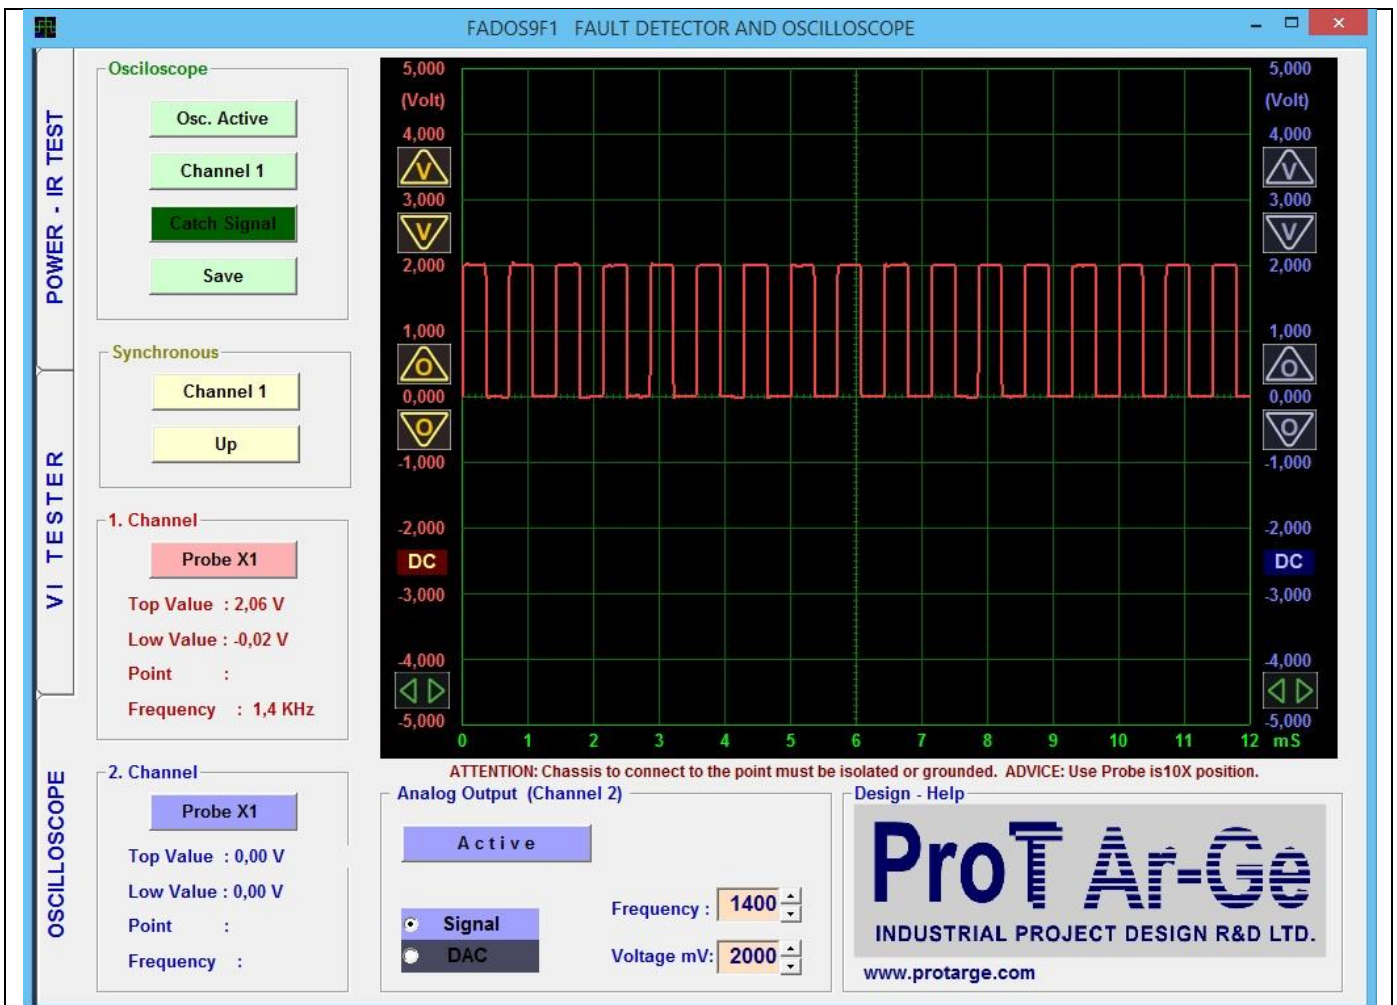 FADOS9F1 FAULT DETECTOR AND OSCILLOSCOPE
POWER - IR TEST
VI TESTER
OSCILLOSCOPE
Osciloscope
Osc. Active
Channel 1
Catch Signal
Save
Synchronous
Channel 1
Up
1. Channel
Probe X1
Top Value : 2,06 V
Low Value : -0,02 V
Point :
Frequency : 1,4 KHz
2. Channel
Probe X1
Top Value : 0,00 V
Low Value : 0,00 V
Point :
Frequency :
5,000
(Volt)
4,000
V
3,000
V
2,000
1,000
O
0,000
O
-1,000
-2,000
DC
-3,000
-4,000
-5,000
5,000
(Volt)
4,000
V
3,000
V
2,000
1,000
O
0,000
O
-1,000
-2,000
DC
-3,000
-4,000
-5,000
0 1 2 3 4 5 6 7 8 9 10 11 12 mS
ATTENTION: Chassis to connect to the point must be isolated or grounded. ADVICE: Use Probe is10X position.
Analog Output (Channel 2)
Active
Signal
DAC
Frequency : 1400
Voltage mV: 2000
Design - Help
ProT Ar-Ge
INDUSTRIAL PROJECT DESIGN R&D LTD.
www.protarge.com